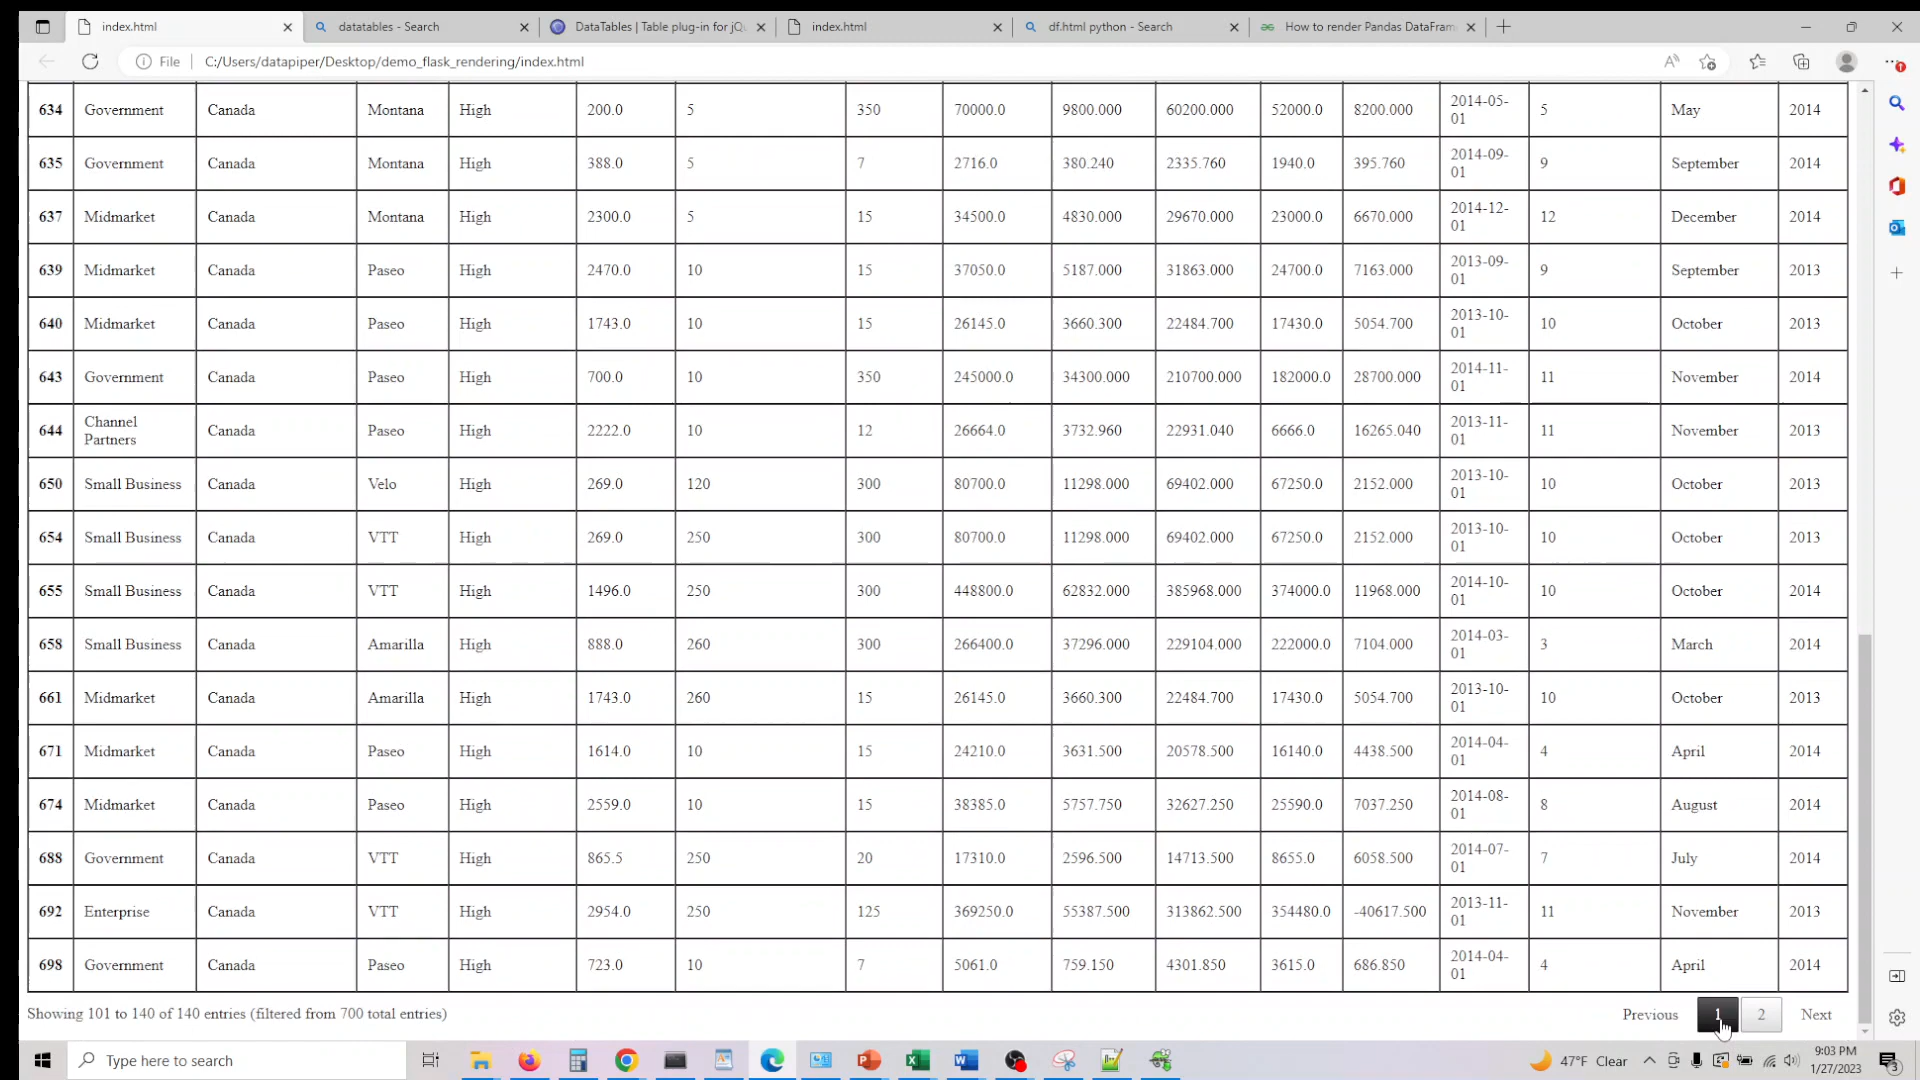 index.html
datatables - Search
DataTables | Table plug-in for jQu
index.html
df.html python - Search
How to render Pandas DataFram
File C:/Users/datapiper/Desktop/demo_flask_rendering/index.html
634 Government Canada Montana High 200.0 5 350 70000.0 9800.000 60200.000 52000.0 8200.000 2014-05-01 5 May 2014
635 Government Canada Montana High 388.0 5 7 2716.0 380.240 2335.760 1940.0 395.760 2014-09-01 9 September 2014
637 Midmarket Canada Montana High 2300.0 5 15 34500.0 4830.000 29670.000 23000.0 6670.000 2014-12-01 12 December 2014
639 Midmarket Canada Paseo High 2470.0 10 15 37050.0 5187.000 31863.000 24700.0 7163.000 2013-09-01 9 September 2013
640 Midmarket Canada Paseo High 1743.0 10 15 26145.0 3660.300 22484.700 17430.0 5054.700 2013-10-01 10 October 2013
643 Government Canada Paseo High 700.0 10 350 245000.0 34300.000 210700.000 182000.0 28700.000 2014-11-01 11 November 2014
644 Channel Partners Canada Paseo High 2222.0 10 12 26664.0 3732.960 22931.040 6666.0 16265.040 2013-11-01 11 November 2013
650 Small Business Canada Velo High 269.0 120 300 80700.0 11298.000 69402.000 67250.0 2152.000 2013-10-01 10 October 2013
654 Small Business Canada VTT High 269.0 250 300 80700.0 11298.000 69402.000 67250.0 2152.000 2013-10-01 10 October 2013
655 Small Business Canada VTT High 1496.0 250 300 448800.0 62832.000 385968.000 374000.0 11968.000 2014-10-01 10 October 2014
658 Small Business Canada Amarilla High 888.0 260 300 266400.0 37296.000 229104.000 222000.0 7104.000 2014-03-01 3 March 2014
661 Midmarket Canada Amarilla High 1743.0 260 15 26145.0 3660.300 22484.700 17430.0 5054.700 2013-10-01 10 October 2013
671 Midmarket Canada Paseo High 1614.0 10 15 24210.0 3631.500 20578.500 16140.0 4438.500 2014-04-01 4 April 2014
674 Midmarket Canada Paseo High 2559.0 10 15 38385.0 5757.750 32627.250 25590.0 7037.250 2014-08-01 8 August 2014
688 Government Canada VTT High 865.5 250 20 17310.0 2596.500 14713.500 8655.0 6058.500 2014-07-01 7 July 2014
692 Enterprise Canada VTT High 2954.0 250 125 369250.0 55387.500 313862.500 354480.0 -40617.500 2013-11-01 11 November 2013
698 Government Canada Paseo High 723.0 10 7 5061.0 759.150 4301.850 3615.0 686.850 2014-04-01 4 April 2014
Showing 101 to 140 of 140 entries (filtered from 700 total entries)
Previous 1 2 Next
Type here to search
47°F Clear
9:03 PM
1/27/2023
3